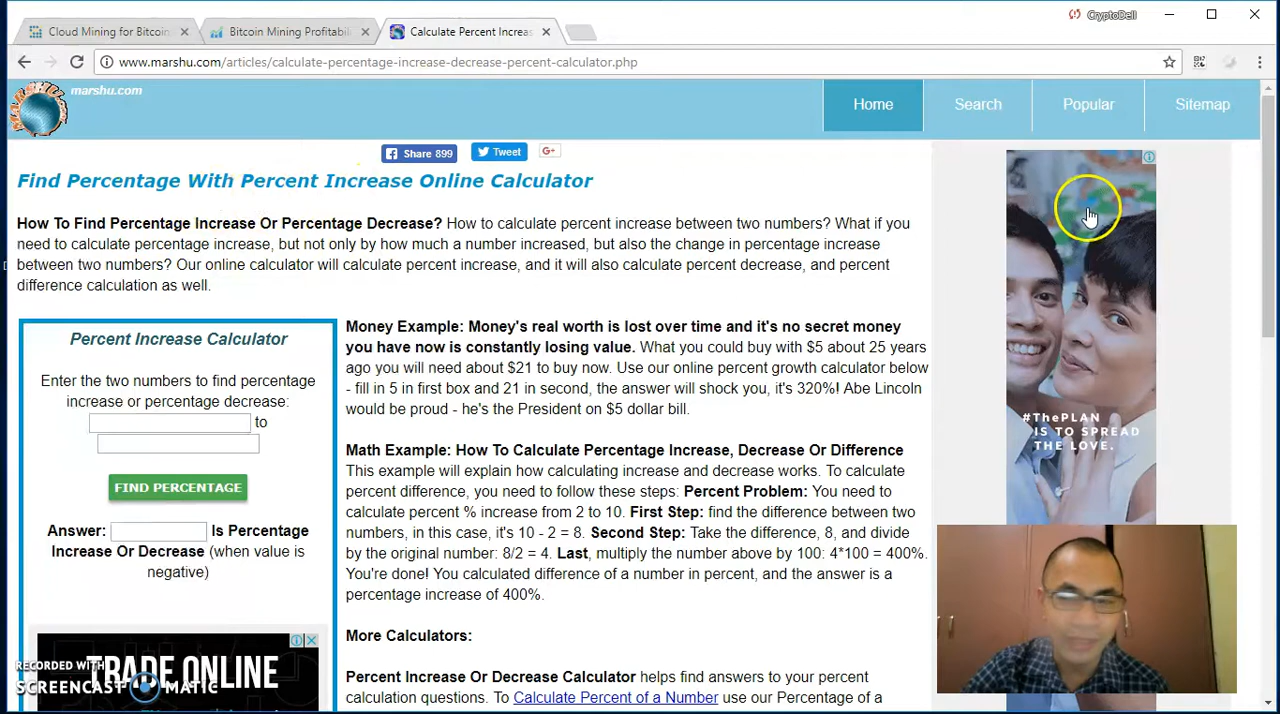 CryptoDell
Cloud Mining for Bitcoin
Bitcoin Mining Profitabili
Calculate Percent Increas
www.marshu.com/articles/calculate-percentage-increase-decrease-percent-calculator.php
marshu.com
Home
Search
Popular
Sitemap
Share 899
Tweet
G+
Find Percentage With Percent Increase Online Calculator
How To Find Percentage Increase Or Percentage Decrease? How to calculate percent increase between two numbers? What if you
need to calculate percentage increase, but not only by how much a number increased, but also the change in percentage increase
between two numbers? Our online calculator will calculate percent increase, and it will also calculate percent decrease, and percent
difference calculation as well.
Percent Increase Calculator
Enter the two numbers to find percentage
increase or percentage decrease:
to
FIND PERCENTAGE
Answer: Is Percentage
Increase Or Decrease (when value is
negative)
TRADE ONLINE
RECORDED WITH
SCREENCAST MATIC
Money Example: Money's real worth is lost over time and it's no secret money
you have now is constantly losing value. What you could buy with $5 about 25 years
ago you will need about $21 to buy now. Use our online percent growth calculator below
- fill in 5 in first box and 21 in second, the answer will shock you, it's 320%! Abe Lincoln
would be proud - he's the President on $5 dollar bill.
Math Example: How To Calculate Percentage Increase, Decrease Or Difference
This example will explain how calculating increase and decrease works. To calculate
percent difference, you need to follow these steps: Percent Problem: You need to
calculate percent % increase from 2 to 10. First Step: find the difference between two
numbers, in this case, it's 10 - 2 = 8. Second Step: Take the difference, 8, and divide
by the original number: 8/2 = 4. Last, multiply the number above by 100: 4*100 = 400%.
You're done! You calculated difference of a number in percent, and the answer is a
percentage increase of 400%.
More Calculators:
Percent Increase Or Decrease Calculator helps find answers to your percent
calculation questions. To Calculate Percent of a Number use our Percentage of a
#ThePLAN
IS TO SPREAD
THE LOVE.